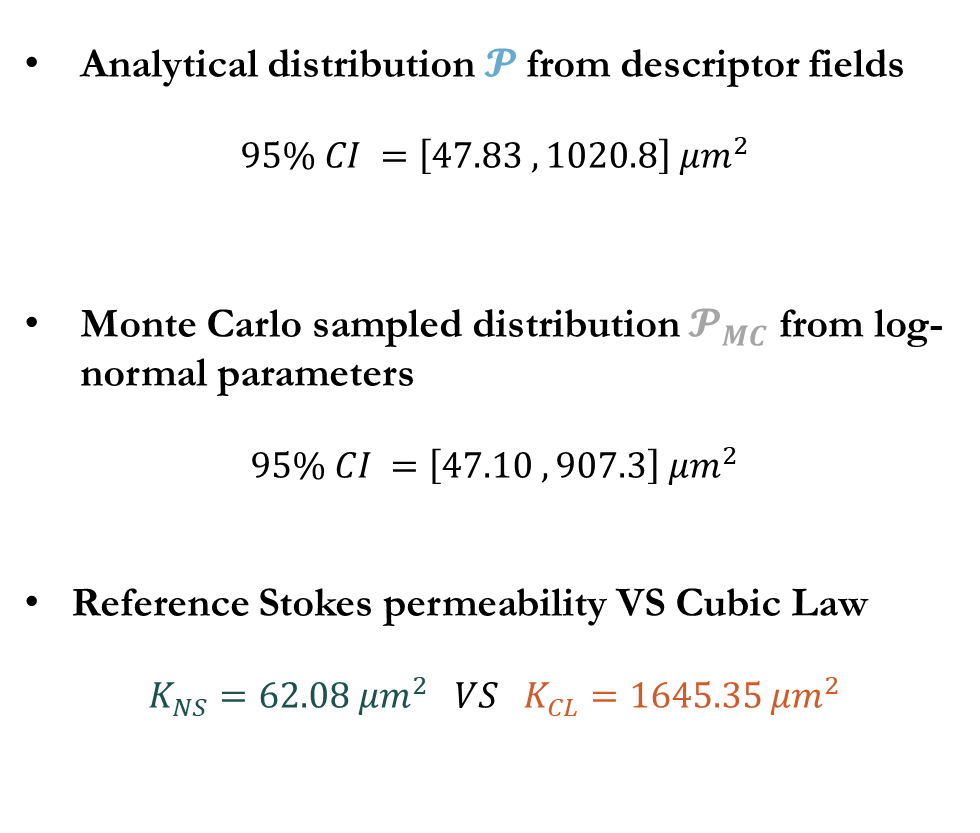 • Analytical distribution 𝒫 from descriptor fields
95% CI = [47.83 , 1020.8] μm²
• Monte Carlo sampled distribution 𝒫_MC from log-
normal parameters
95% CI = [47.10 , 907.3] μm²
• Reference Stokes permeability VS Cubic Law
K_NS = 62.08 μm² VS K_CL = 1645.35 μm²